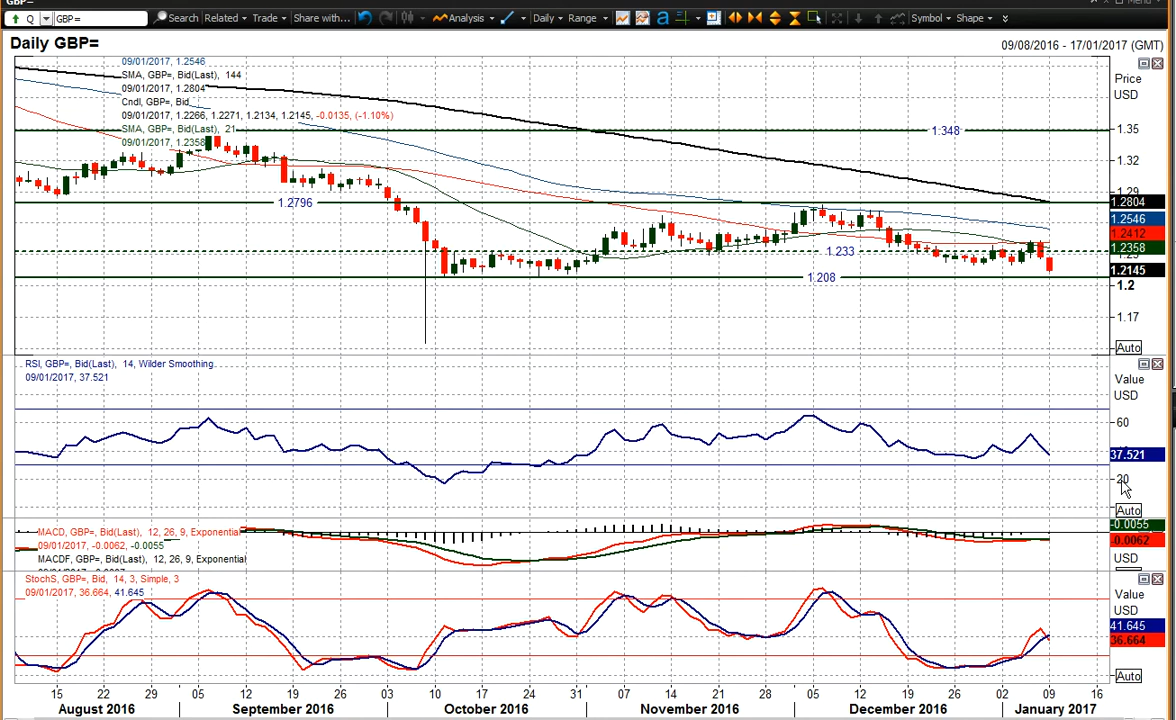 GBP=
Q GBP= Search Related Trade Share with... Analysis Daily Range a Symbol Shape
Daily GBP=
09/08/2016 - 17/01/2017 (GMT)
09/01/2017, 1.2546
SMA, GBP=, Bid(Last), 144
09/01/2017, 1.2804
Cndl, GBP=, Bid
09/01/2017, 1.2266, 1.2271, 1.2134, 1.2145, -0.0135, (-1.10%)
SMA, GBP=, Bid(Last), 21
09/01/2017, 1.2358
Price
USD
1.348
1.35
1.32
1.29
1.2796
1.2804
1.2546
1.2412
1.233
1.2358
1.208
1.2145
1.2
1.17
Auto
RSI, GBP=, Bid(Last), 14, Wilder Smoothing
09/01/2017, 37.521
Value
USD
60
37.521
20
Auto
MACD, GBP=, Bid(Last), 12, 26, 9, Exponential
09/01/2017, -0.0062, -0.0055
MACDF, GBP=, Bid(Last), 12, 26, 9, Exponential
-0.0055
-0.0062
USD
StochS, GBP=, Bid, 14, 3, Simple, 3
09/01/2017, 36.664, 41.645
Value
USD
41.645
36.664
Auto
15 22 29 05 12 19 26 03 10 17 24 31 07 14 21 28 05 12 19 26 02 09 16
August 2016 September 2016 October 2016 November 2016 December 2016 January 2017